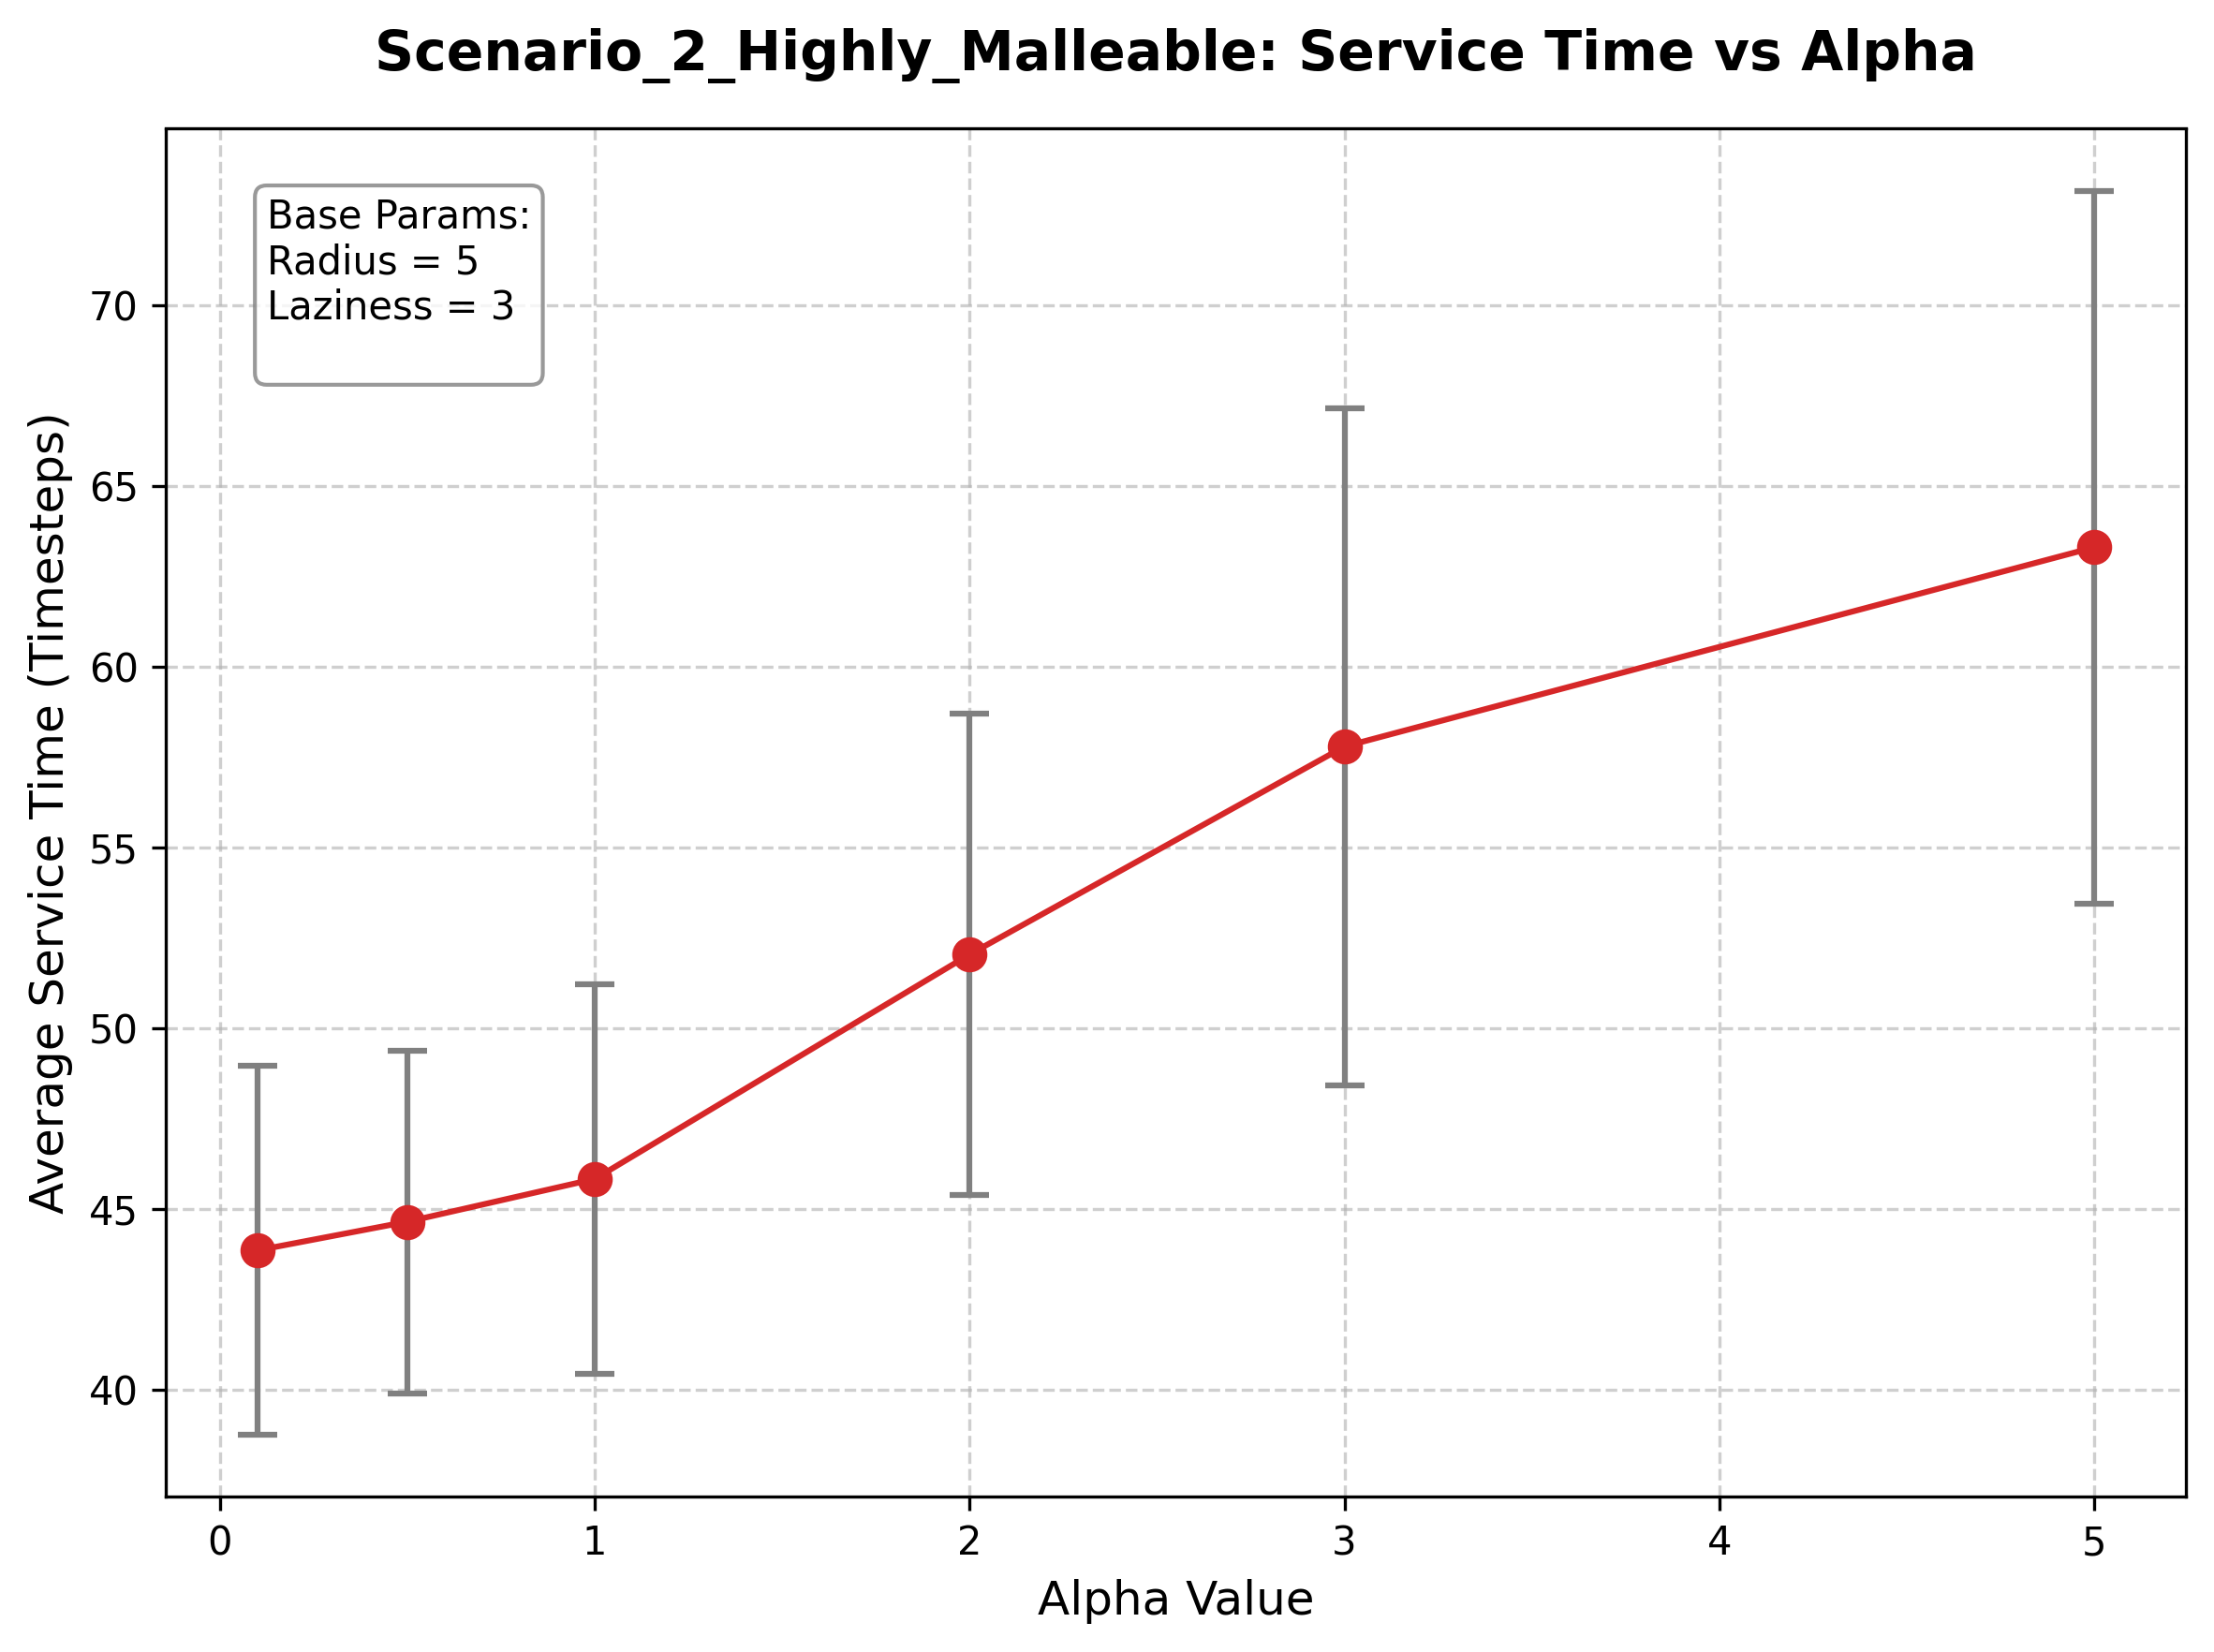 Scenario_2_Highly_Malleable: Service Time vs Alpha
Base Params:
Radius = 5
Laziness = 3
70
65
60
55
50
45
40
Average Service Time (Timesteps)
0 1 2 3 4 5
Alpha Value